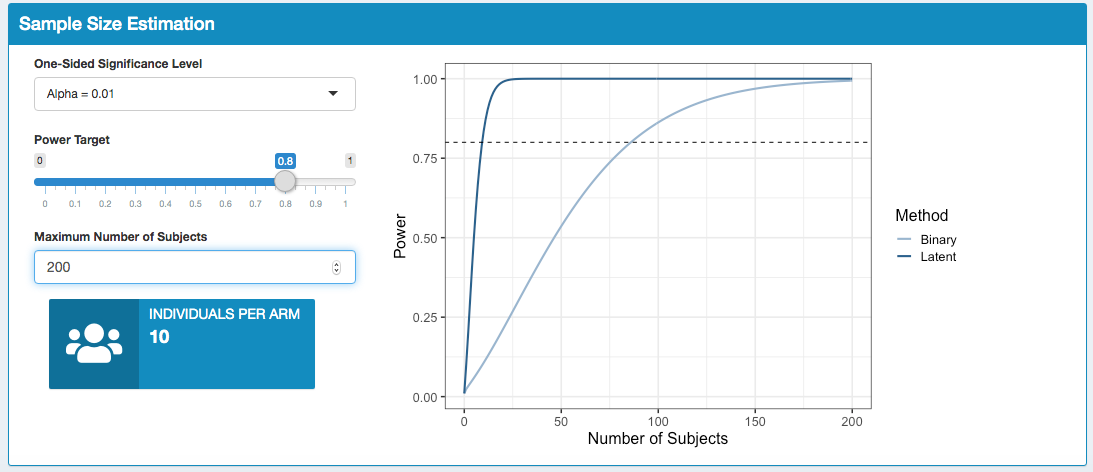 Sample Size Estimation
One-Sided Significance Level
Alpha = 0.01
Power Target
0 0.8 1
0 0.1 0.2 0.3 0.4 0.5 0.6 0.7 0.8 0.9 1
Maximum Number of Subjects
200
INDIVIDUALS PER ARM
10
1.00
0.75
0.50
0.25
0.00
Power
0 50 100 150 200
Number of Subjects
Method
Binary
Latent